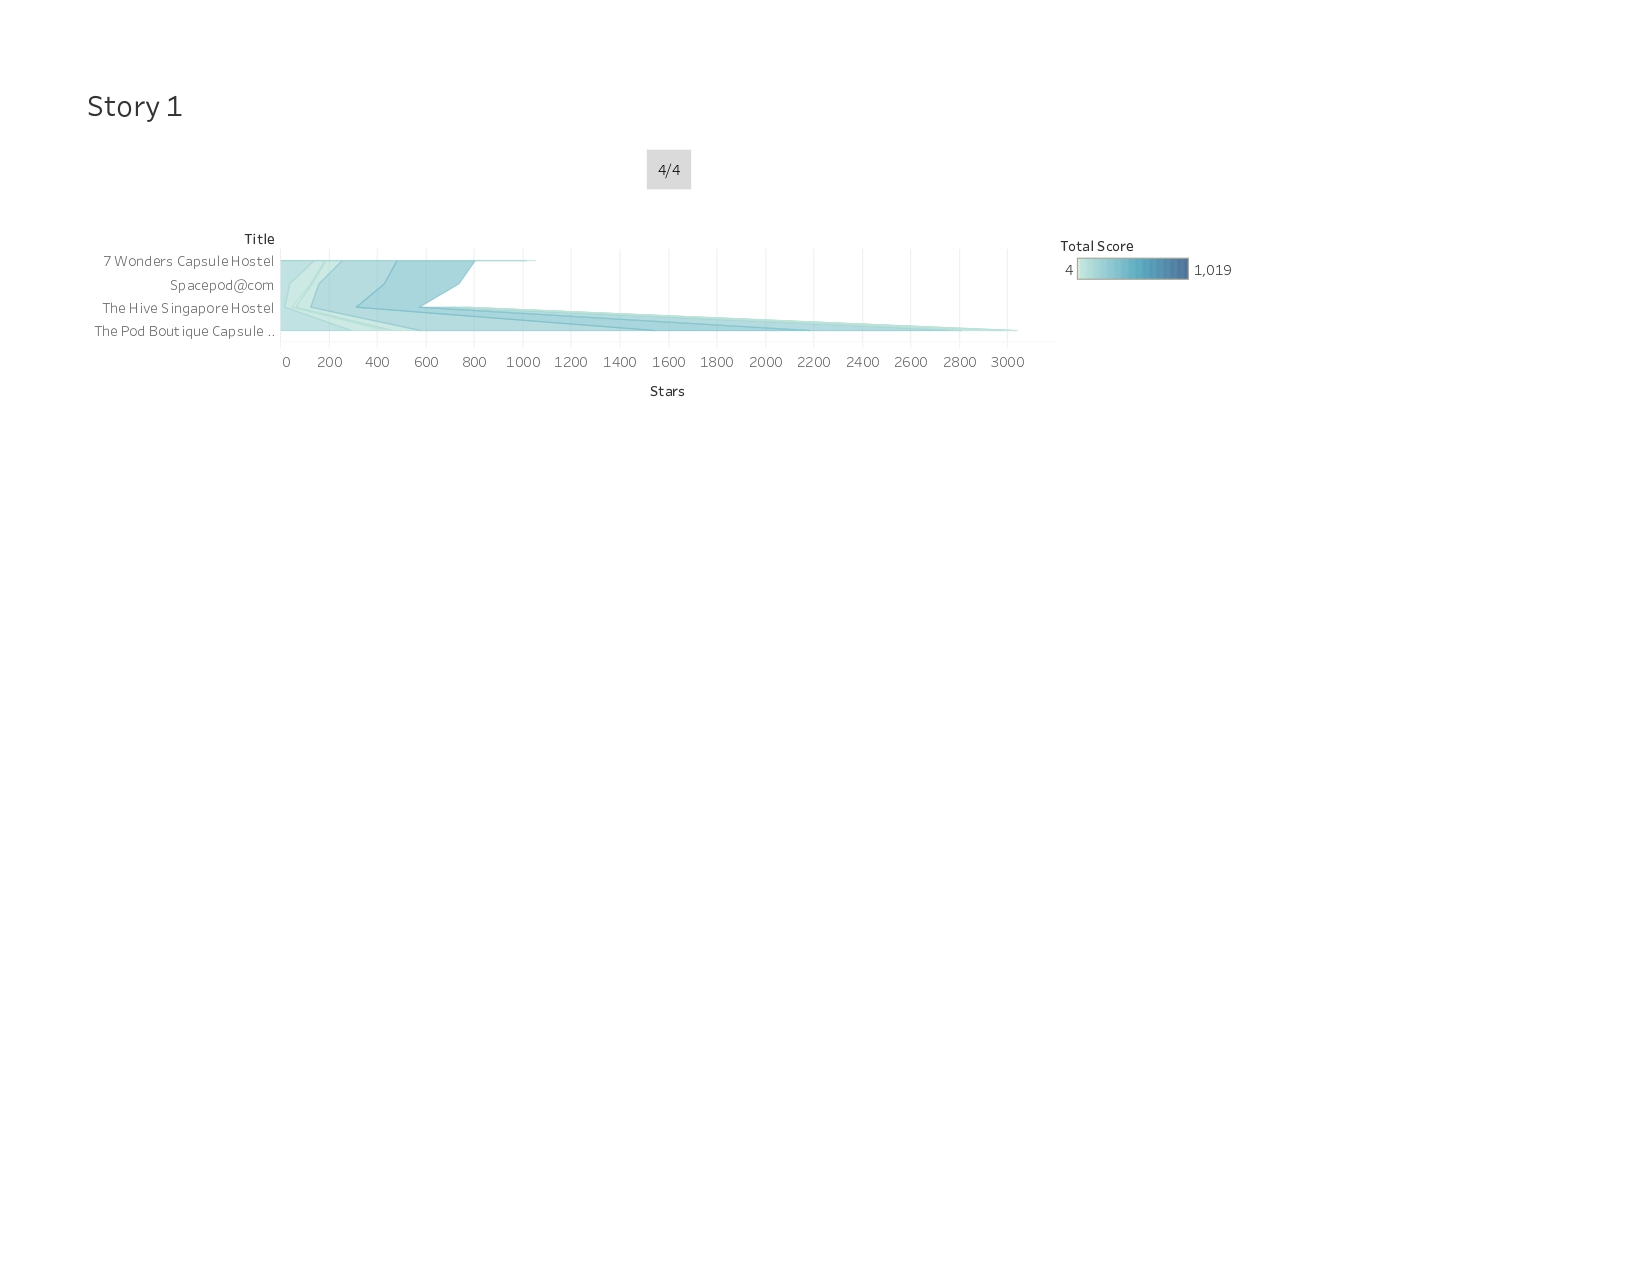 Story 1
4/4
Title
7 Wonders Capsule Hostel
Spacepod@com
The Hive Singapore Hostel
The Pod Boutique Capsule ..
0 200 400 600 800 1000 1200 1400 1600 1800 2000 2200 2400 2600 2800 3000
Stars
Total Score
4 1,019